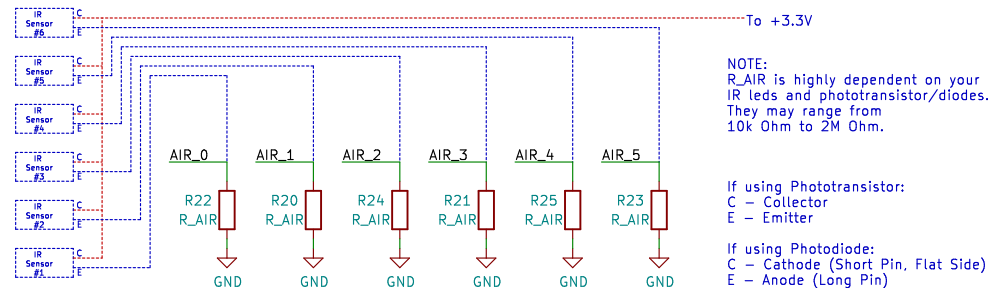 IR
Sensor
#6
C
E
IR
Sensor
#5
C
E
IR
Sensor
#4
C
E
IR
Sensor
#3
C
E
IR
Sensor
#2
C
E
IR
Sensor
#1
C
E
To +3.3V
NOTE:
R_AIR is highly dependent on your
IR leds and phototransistor/diodes.
They may range from
10k Ohm to 2M Ohm.
AIR_0
AIR_1
AIR_2
AIR_3
AIR_4
AIR_5
R22
R_AIR
R20
R_AIR
R24
R_AIR
R21
R_AIR
R25
R_AIR
R23
R_AIR
GND
GND
GND
GND
GND
GND
If using Phototransistor:
C – Collector
E – Emitter
If using Photodiode:
C – Cathode (Short Pin, Flat Side)
E – Anode (Long Pin)